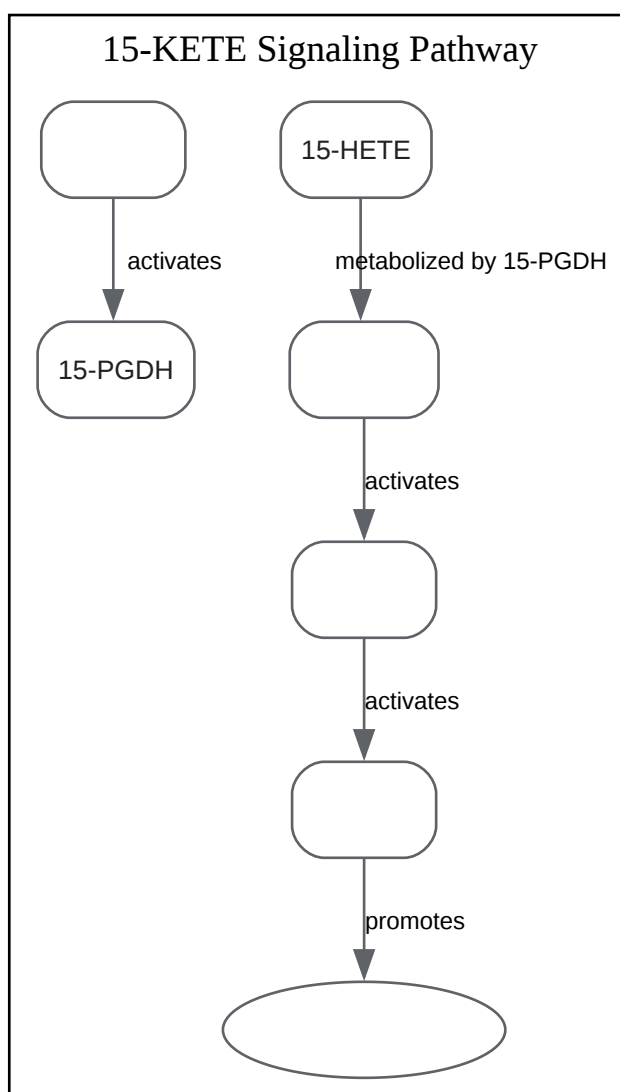 15-KETE Signaling Pathway
15-HETE
activates
metabolized by 15-PGDH
15-PGDH
activates
activates
promotes